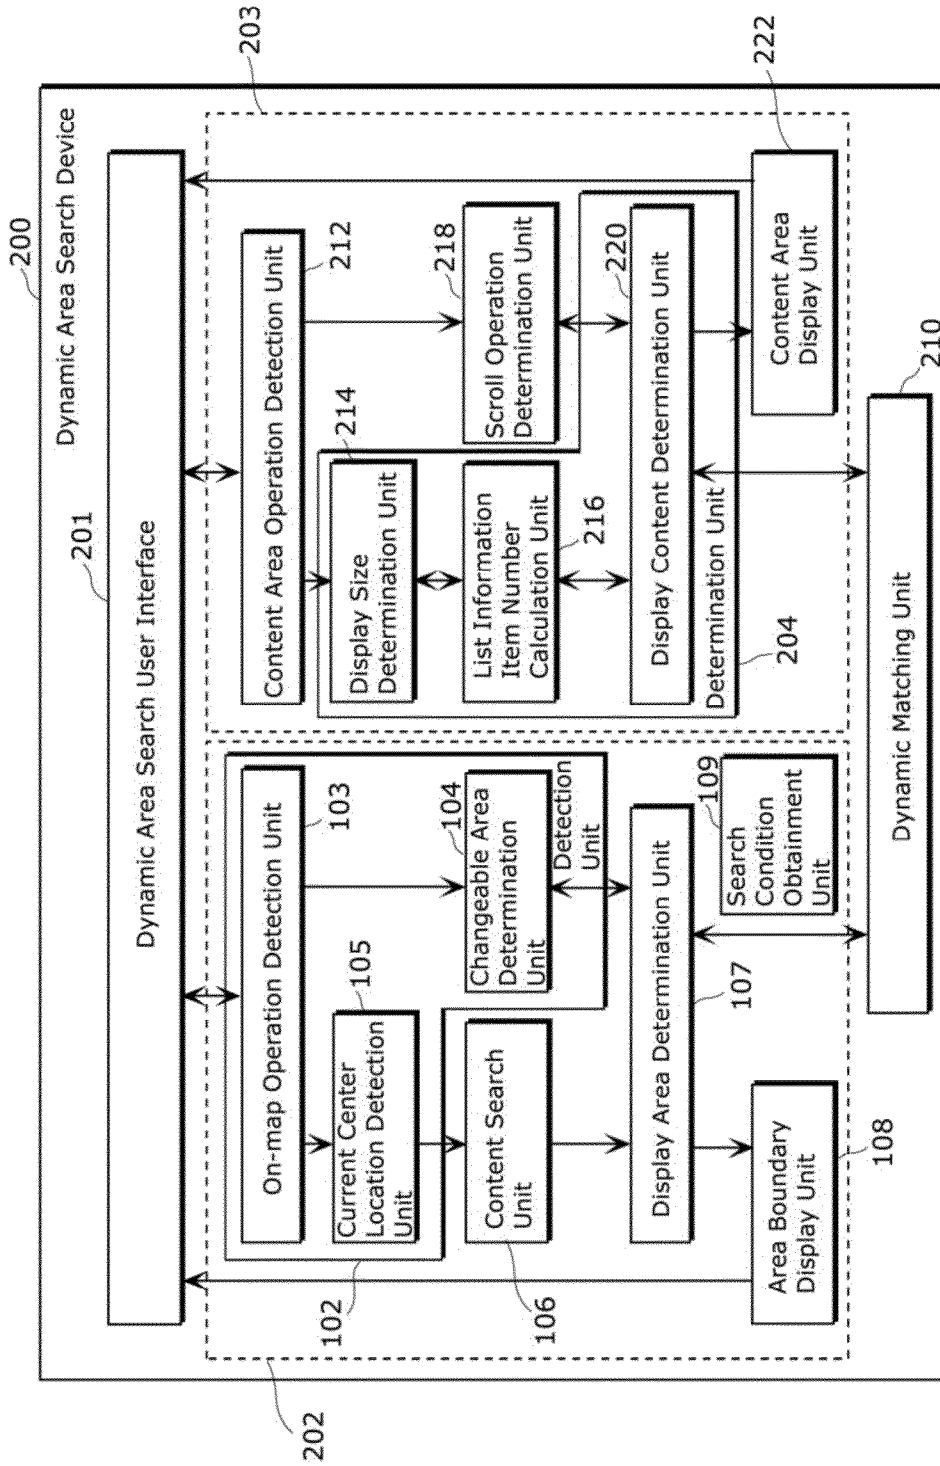 200
Dynamic Area Search Device
201
Dynamic Area Search User Interface
202
203
102
On-map Operation Detection Unit
103
Current Center
Location Detection
Unit
105
Changeable Area
Determination
Unit
104
Detection
Unit
Content Search
Unit
106
Display Area Determination Unit
107
Area Boundary
Display Unit
108
Search
Condition
Obtainment
Unit
109
Content Area Operation Detection Unit
212
Display Size
Determination Unit
214
Scroll Operation
Determination Unit
218
List Information
Item Number
Calculation Unit
216
Display Content Determination Unit
220
Determination Unit
204
Content Area
Display Unit
222
Dynamic Matching Unit
210